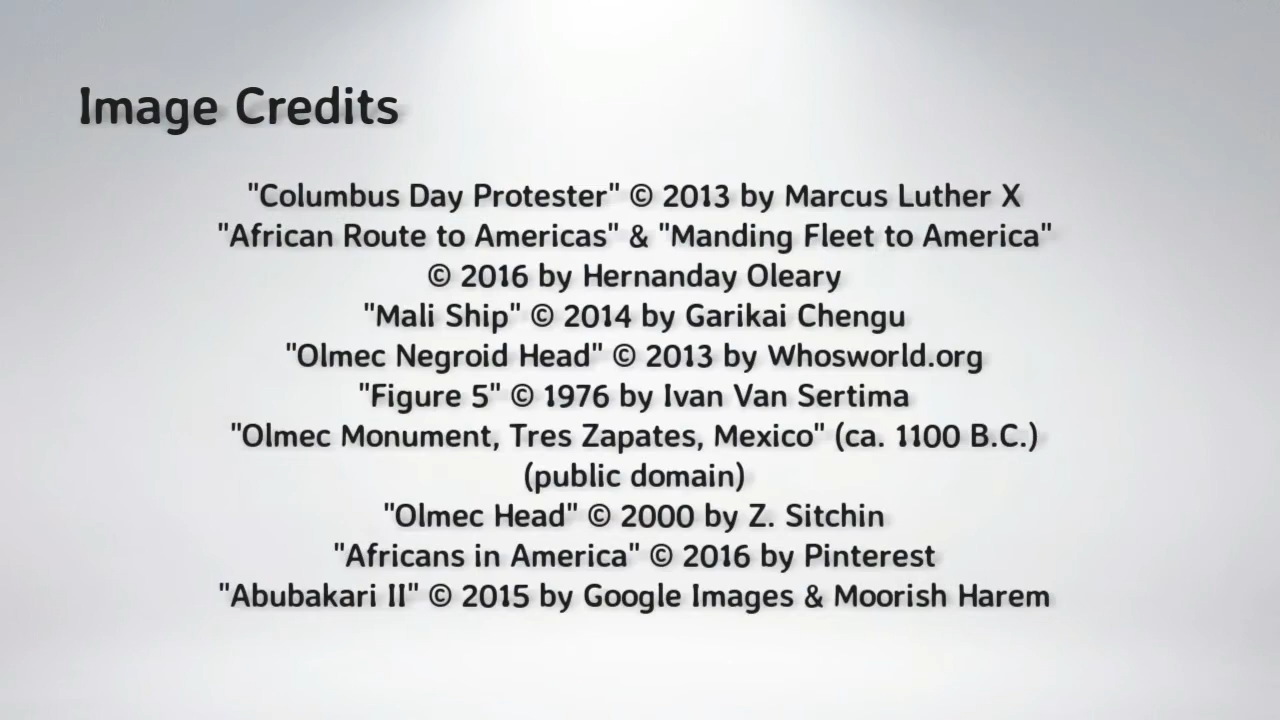 Image Credits
"Columbus Day Protester" © 2013 by Marcus Luther X
"African Route to Americas" & "Manding Fleet to America"
© 2016 by Hernanday Oleary
"Mali Ship" © 2014 by Garikai Chengu
"Olmec Negroid Head" © 2013 by Whosworld.org
"Figure 5" © 1976 by Ivan Van Sertima
"Olmec Monument, Tres Zapates, Mexico" (ca. 1100 B.C.)
(public domain)
"Olmec Head" © 2000 by Z. Sitchin
"Africans in America" © 2016 by Pinterest
"Abubakari II" © 2015 by Google Images & Moorish Harem